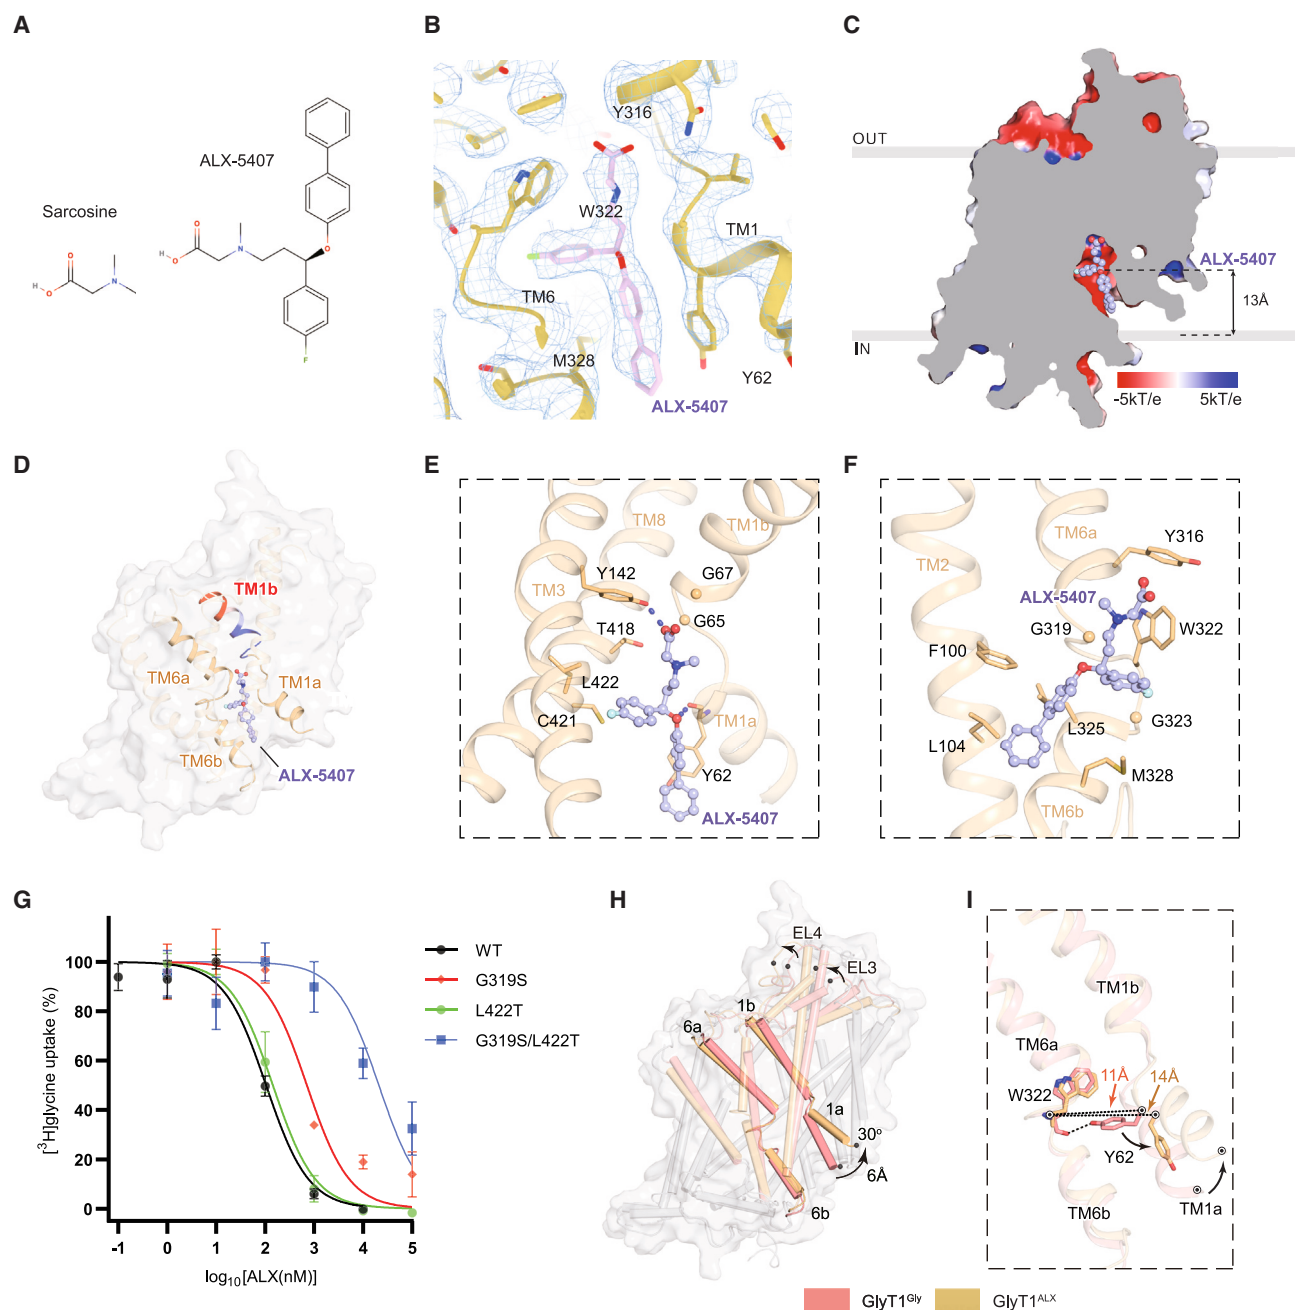 A
Sarcosine
ALX-5407
O
H
O
N
O
H
O
N
O
F
B
Y316
W322
TM1
TM6
M328
Y62
ALX-5407
C
OUT
ALX-5407
13Å
IN
-5kT/e
5kT/e
D
TM1b
TM6a
TM1a
TM6b
ALX-5407
E
TM8
TM1b
Y142
G67
TM3
G65
T418
L422
C421
TM1a
Y62
ALX-5407
F
TM6a
Y316
TM2
ALX-5407
G319
W322
F100
L325
G323
L104
M328
TM6b
G
[³H]glycine uptake (%)
100
80
60
40
20
0
-1 0 1 2 3 4 5
log₁₀[ALX(nM)]
WT
G319S
L422T
G319S/L422T
H
EL4
EL3
1b
6a
1a
30°
6Å
6b
I
TM1b
TM6a
W322
11Å
14Å
Y62
TM1a
TM6b
GlyT1ᴳˡʸ
GlyT1ᴬᴸˣ